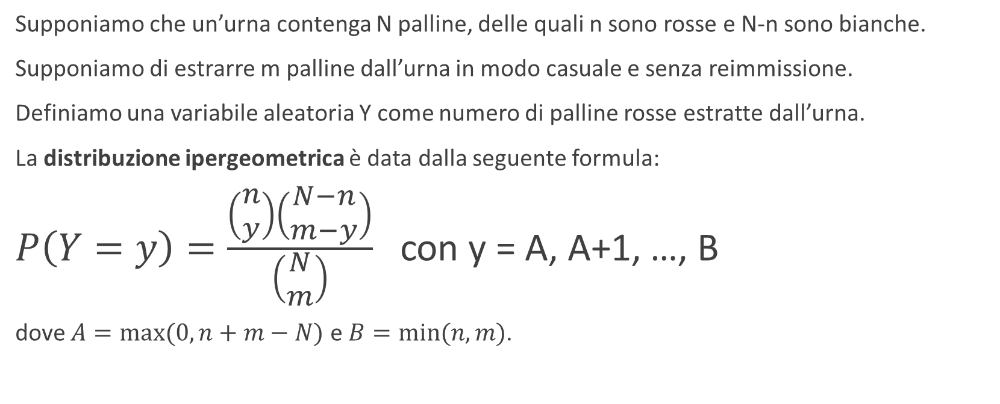 Supponiamo che un’urna contenga N palline, delle quali n sono rosse e N-n sono bianche.
Supponiamo di estrarre m palline dall’urna in modo casuale e senza reimmissione.
Definiamo una variabile aleatoria Y come numero di palline rosse estratte dall’urna.
La distribuzione ipergeometrica è data dalla seguente formula:
$P(Y = y) = \frac{\binom{n}{y}\binom{N-n}{m-y}}{\binom{N}{m}}$ con y = A, A+1, …, B
dove $A = \max(0, n + m - N)$ e $B = \min(n, m)$.